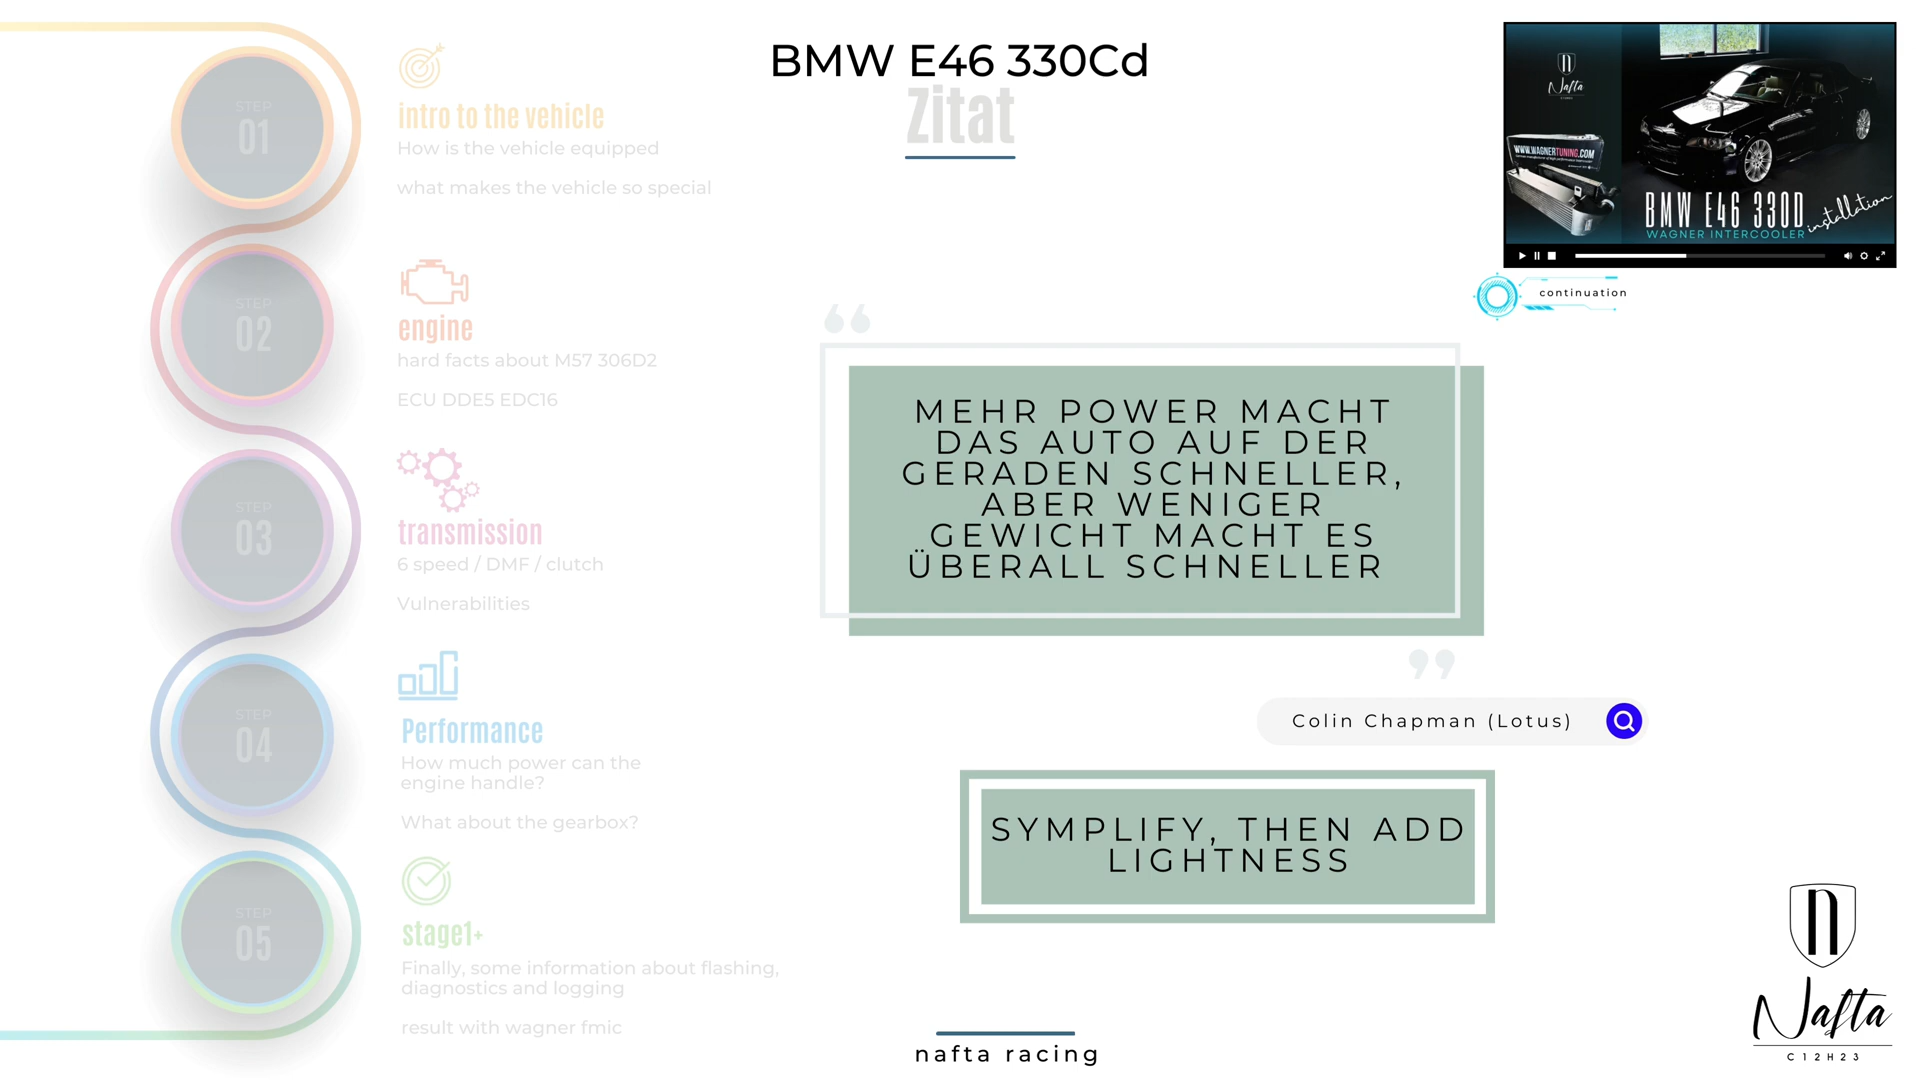 BMW E46 330Cd
Zitat
STEP
01
intro to the vehicle
How is the vehicle equipped
what makes the vehicle so special
STEP
02
engine
hard facts about M57 306D2
ECU DDE5 EDC16
STEP
03
transmission
6 speed / DMF / clutch
Vulnerabilities
STEP
04
Performance
How much power can the
engine handle?
What about the gearbox?
STEP
05
stage1+
Finally, some information about flashing,
diagnostics and logging
result with wagner fmic
“
MEHR POWER MACHT
DAS AUTO AUF DER
GERADEN SCHNELLER,
ABER WENIGER
GEWICHT MACHT ES
ÜBERALL SCHNELLER
”
Colin Chapman (Lotus)
SYMPLIFY, THEN ADD
LIGHTNESS
nafta racing
n
Nafta
WWW.WAGNERTUNING.COM
BMW E46 330D
installation
WAGNER INTERCOOLER
continuation
n
Nafta
C12H23